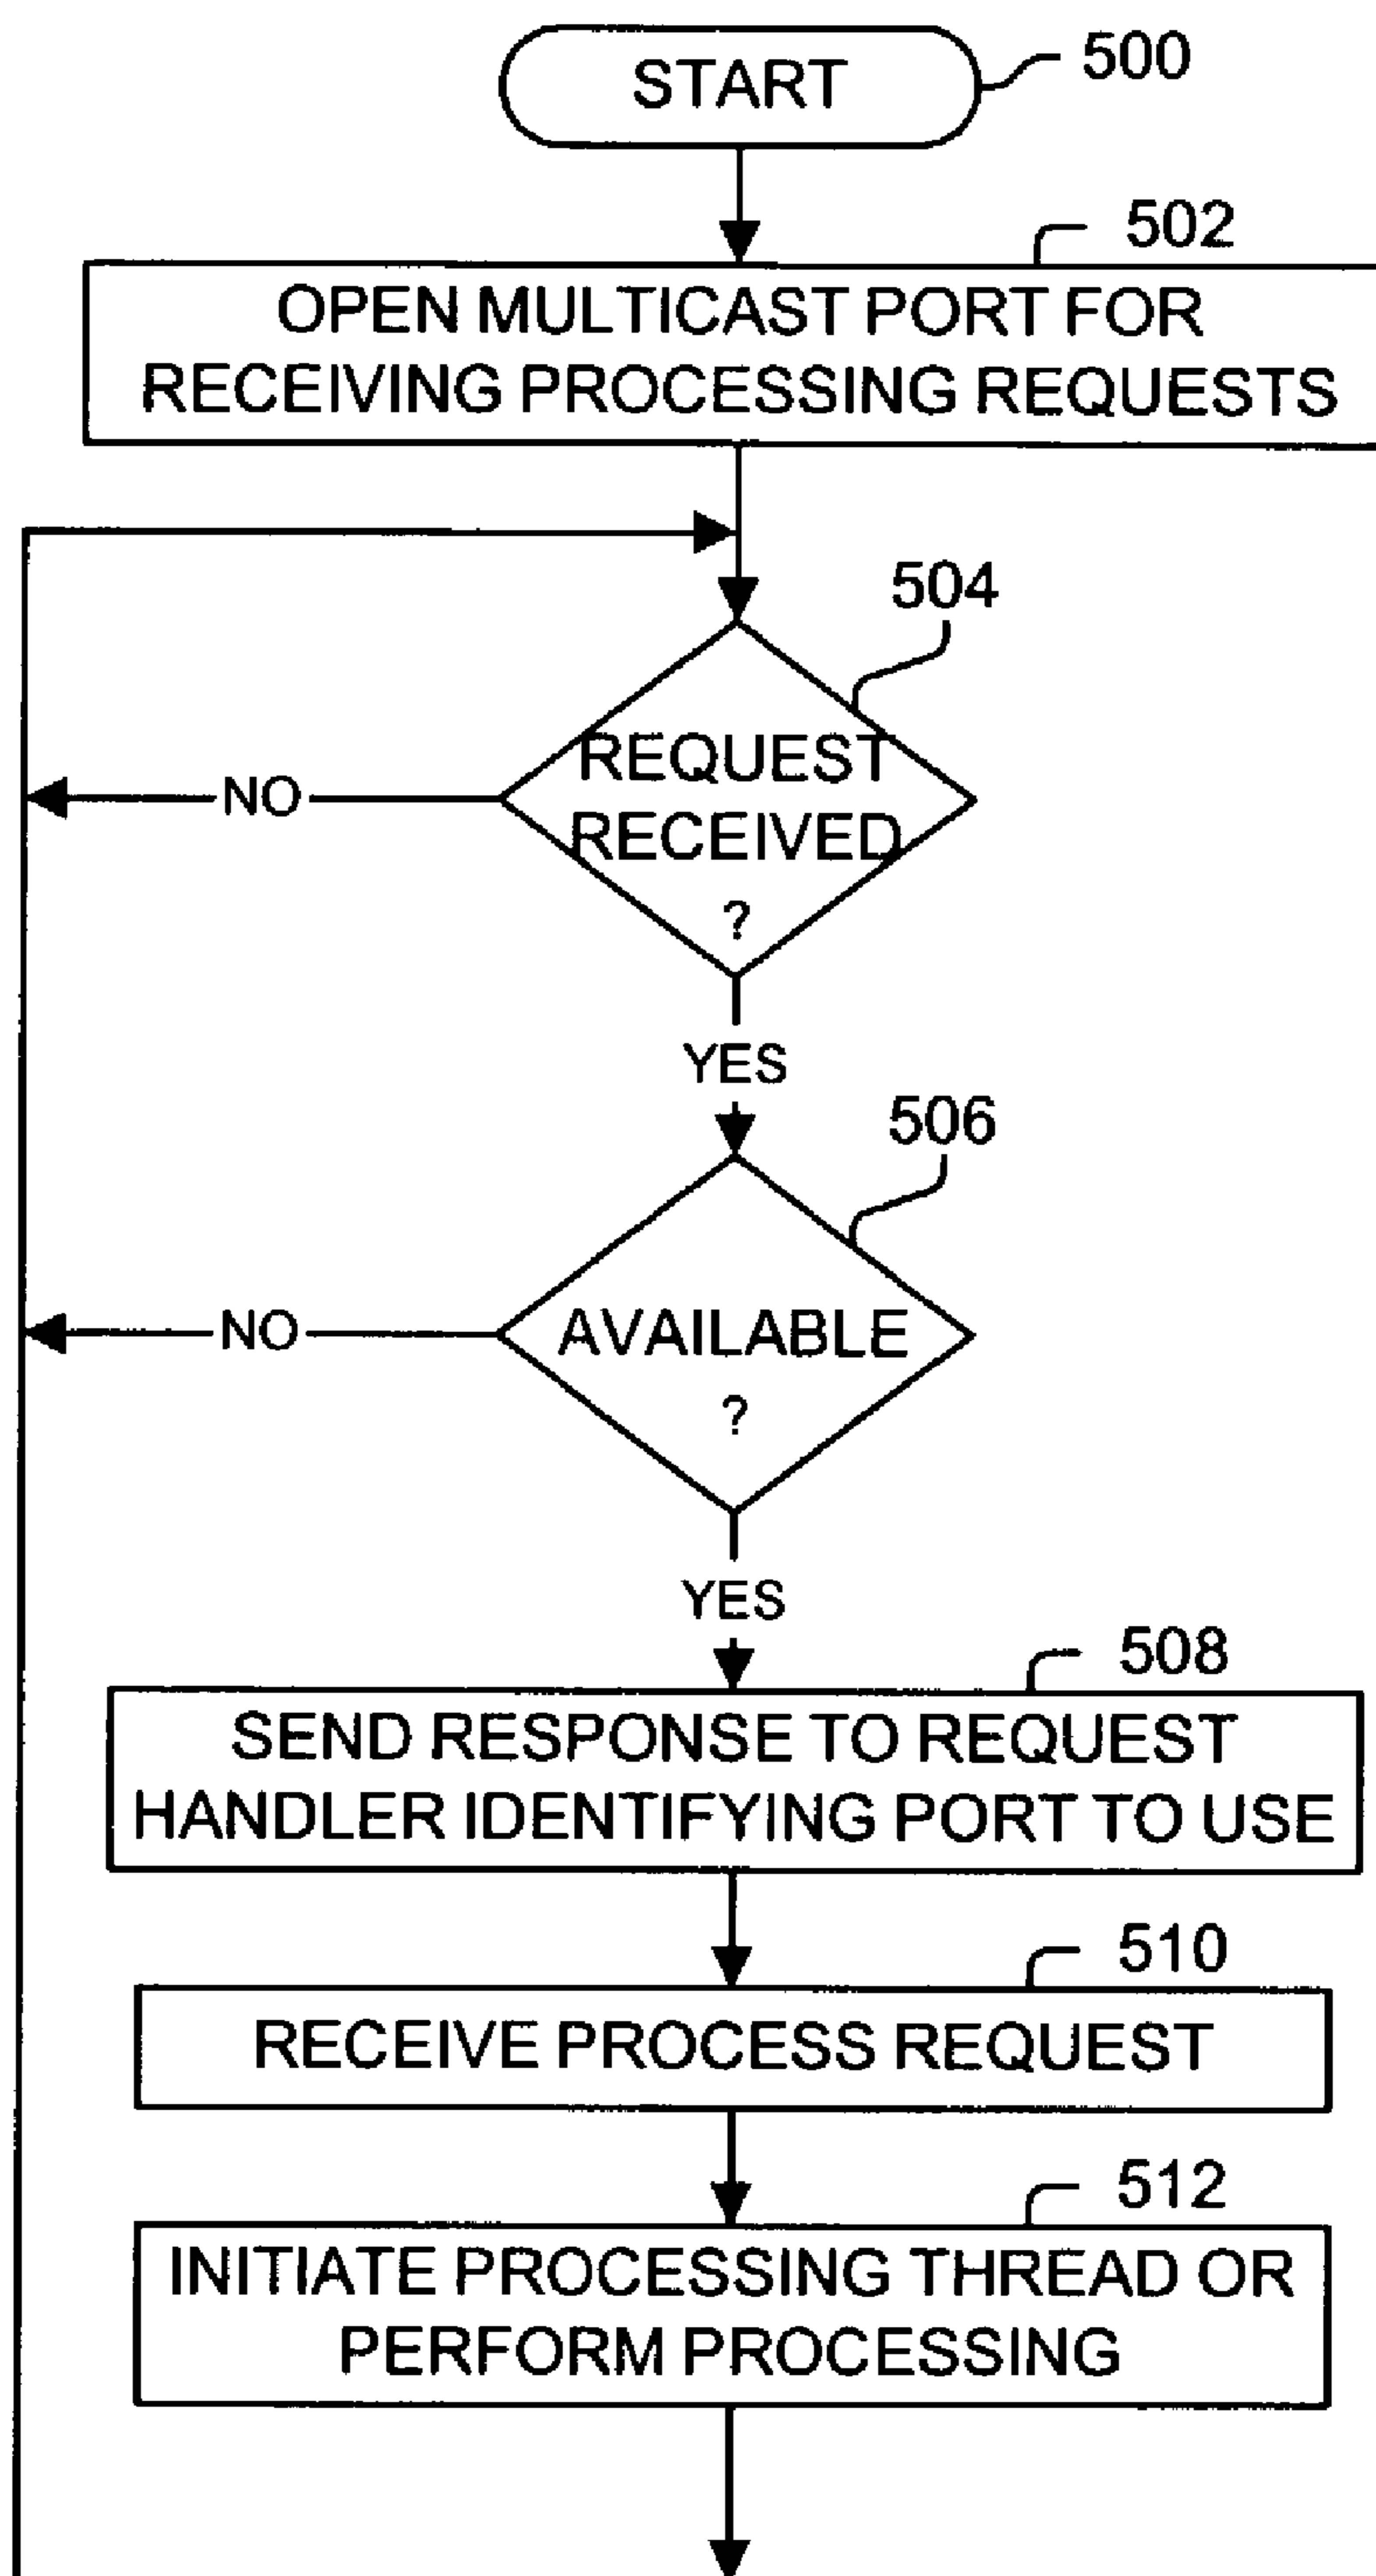 START
500
502
OPEN MULTICAST PORT FOR
RECEIVING PROCESSING REQUESTS
504
REQUEST
RECEIVED
?
NO
YES
506
AVAILABLE
?
NO
YES
508
SEND RESPONSE TO REQUEST
HANDLER IDENTIFYING PORT TO USE
510
RECEIVE PROCESS REQUEST
512
INITIATE PROCESSING THREAD OR
PERFORM PROCESSING